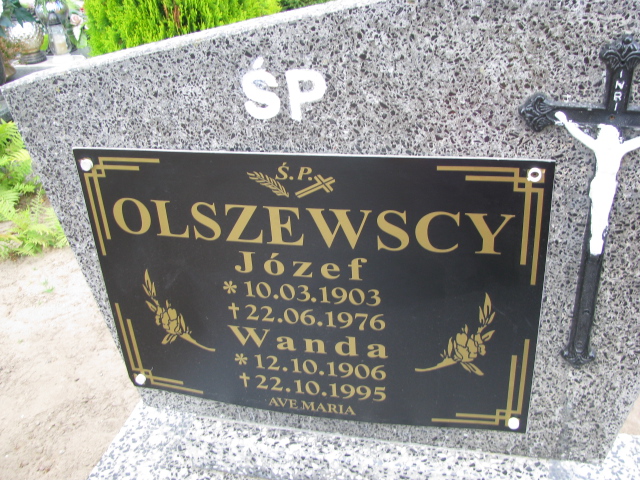 ŚP
INRI
Ś.P.
OLSZEWSCY
Józef
* 10.03.1903
† 22.06.1976
Wanda
* 12.10.1906
† 22.10.1995
AVE MARIA